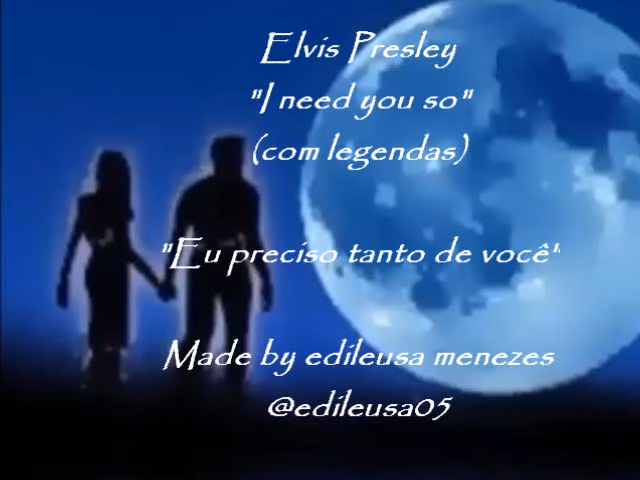 Elvis Presley
"I need you so"
(com legendas)
"Eu preciso tanto de você"
Made by edileusa menezes
@edileusa05